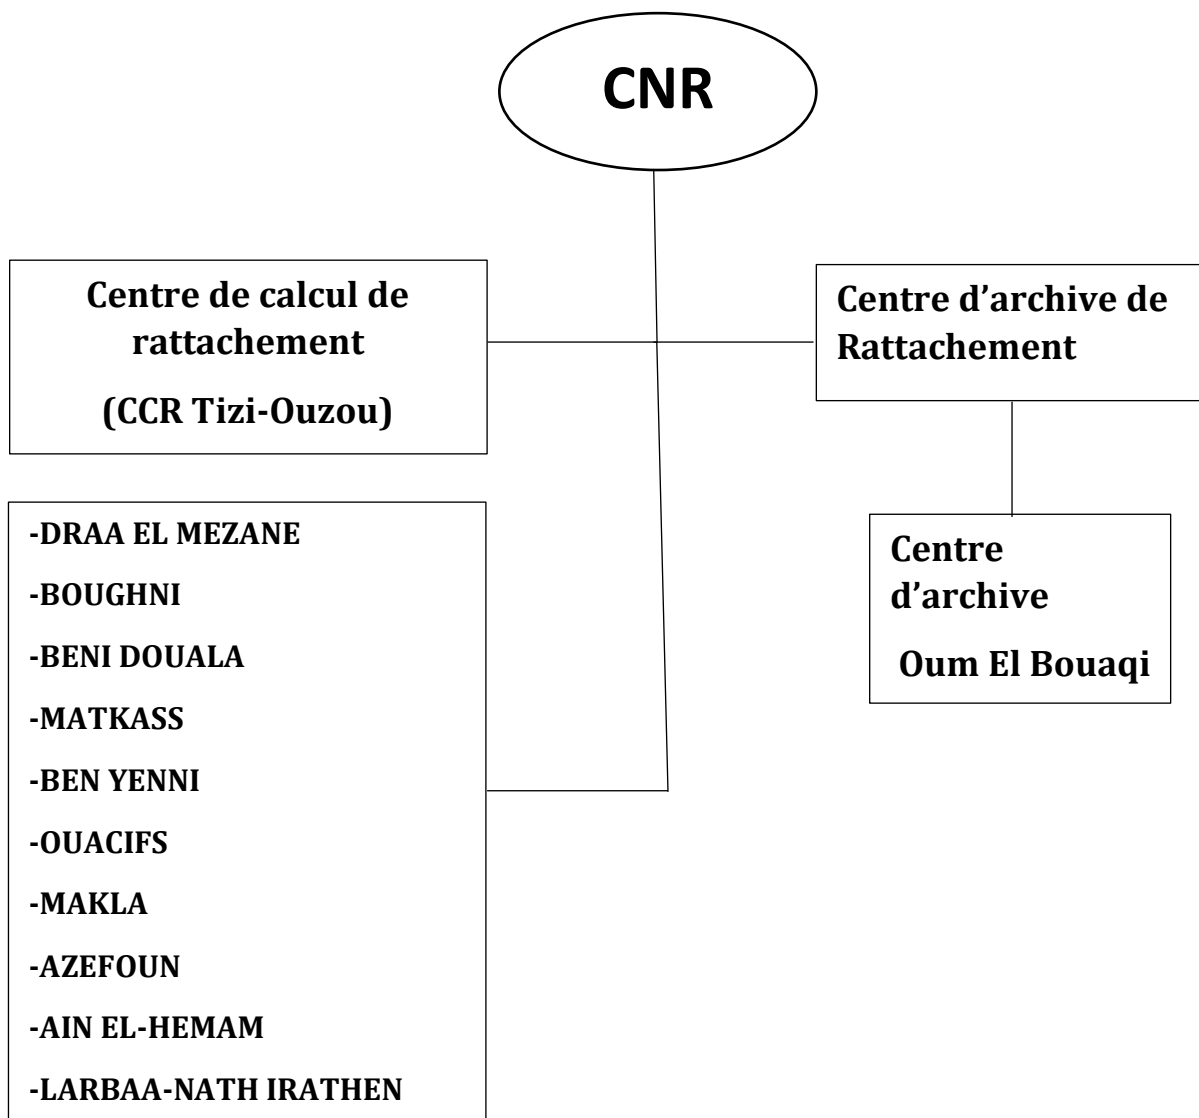 CNR
Centre de calcul de
rattachement
(CCR Tizi-Ouzou)
Centre d’archive de
Rattachement
-DRAA EL MEZANE
-BOUGHNI
-BENI DOUALA
-MATKASS
-BEN YENNI
-OUACIFS
-MAKLA
-AZEFOUN
-AIN EL-HEMAM
-LARBAA-NATH IRATHEN
Centre
d’archive
Oum El Bouaqi